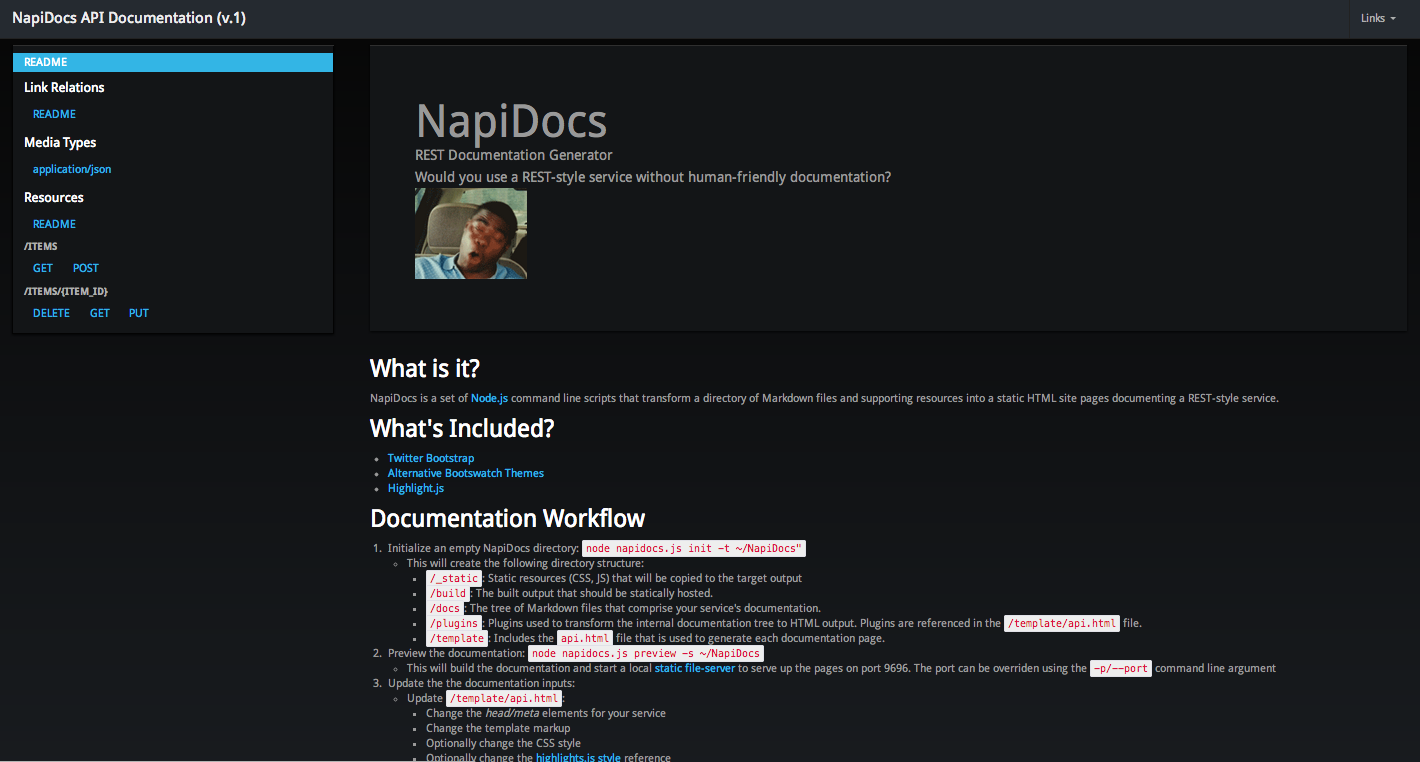 NapiDocs API Documentation (v.1)
Links
README
Link Relations
README
Media Types
application/json
Resources
README
/ITEMS
GET POST
/ITEMS/{ITEM_ID}
DELETE GET PUT
NapiDocs
REST Documentation Generator
Would you use a REST-style service without human-friendly documentation?
What is it?
NapiDocs is a set of Node.js command line scripts that transform a directory of Markdown files and supporting resources into a static HTML site pages documenting a REST-style service.
What's Included?
Twitter Bootstrap
Alternative Bootswatch Themes
Highlight.js
Documentation Workflow
1. Initialize an empty NapiDocs directory: node napidocs.js init -t ~/NapiDocs"
This will create the following directory structure:
/_static: Static resources (CSS, JS) that will be copied to the target output
/build: The built output that should be statically hosted.
/docs: The tree of Markdown files that comprise your service's documentation.
/plugins: Plugins used to transform the internal documentation tree to HTML output. Plugins are referenced in the /template/api.html file.
/template: Includes the api.html file that is used to generate each documentation page.
2. Preview the documentation: node napidocs.js preview -s ~/NapiDocs
This will build the documentation and start a local static file-server to serve up the pages on port 9696. The port can be overriden using the -p/--port command line argument
3. Update the the documentation inputs:
Update /template/api.html:
Change the head/meta elements for your service
Change the template markup
Optionally change the CSS style
Optionally change the highlights.js style reference